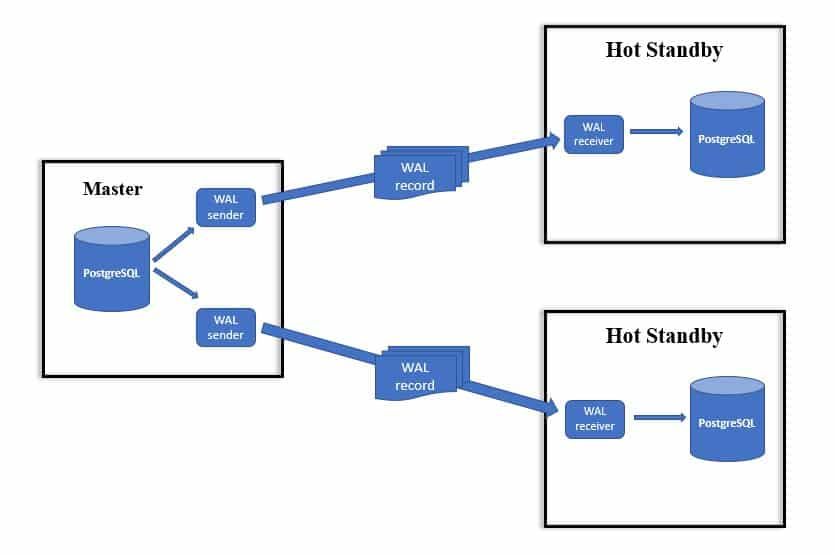 Master
PostgreSQL
WAL
sender
WAL
sender
WAL
record
WAL
record
Hot Standby
WAL
receiver
PostgreSQL
Hot Standby
WAL
receiver
PostgreSQL